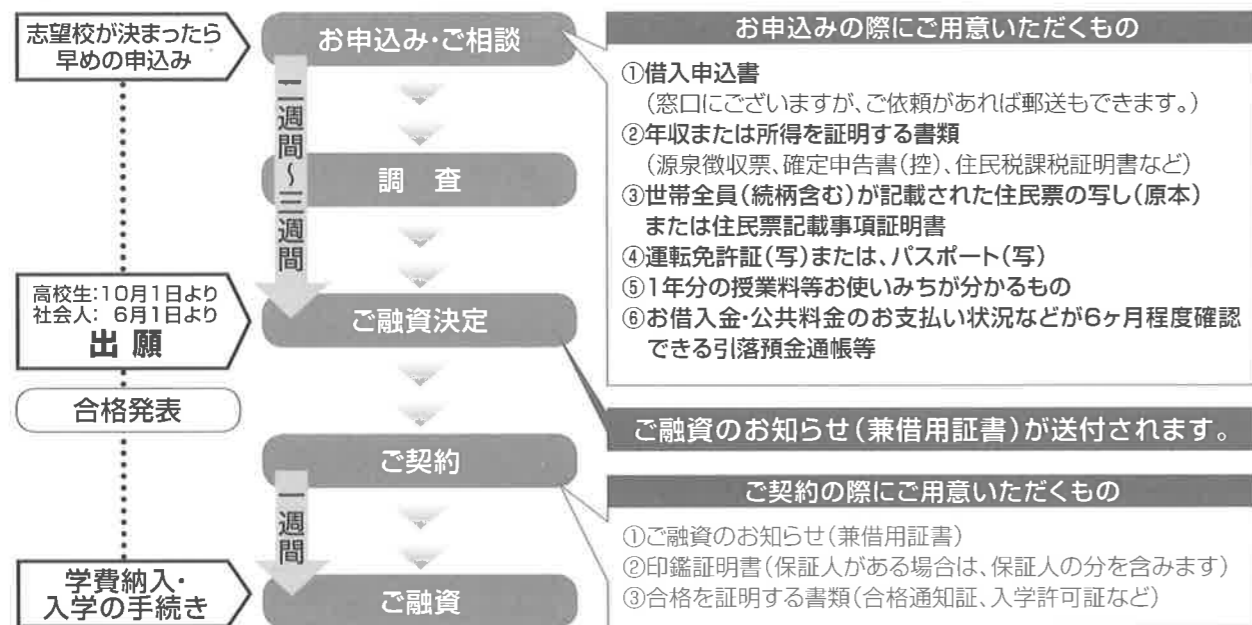 志望校が決まったら
早めの申込み
高校生:10月1日より
社会人: 6月1日より
出 願
合格発表
学費納入・
入学の手続き
お申込み・ご相談
二週間〜三週間
調 査
ご融資決定
ご契約
一週間
ご融資
お申込みの際にご用意いただくもの
①借入申込書
(窓口にございますが、ご依頼があれば郵送もできます。)
②年収または所得を証明する書類
(源泉徴収票、確定申告書(控)、住民税課税証明書など)
③世帯全員(続柄含む)が記載された住民票の写し(原本)
または住民票記載事項証明書
④運転免許証(写)または、パスポート(写)
⑤1年分の授業料等お使いみちが分かるもの
⑥お借入金・公共料金のお支払い状況などが6ヶ月程度確認
できる引落預金通帳等
ご融資のお知らせ(兼借用証書)が送付されます。
ご契約の際にご用意いただくもの
①ご融資のお知らせ(兼借用証書)
②印鑑証明書(保証人がある場合は、保証人の分を含みます)
③合格を証明する書類(合格通知証、入学許可証など)